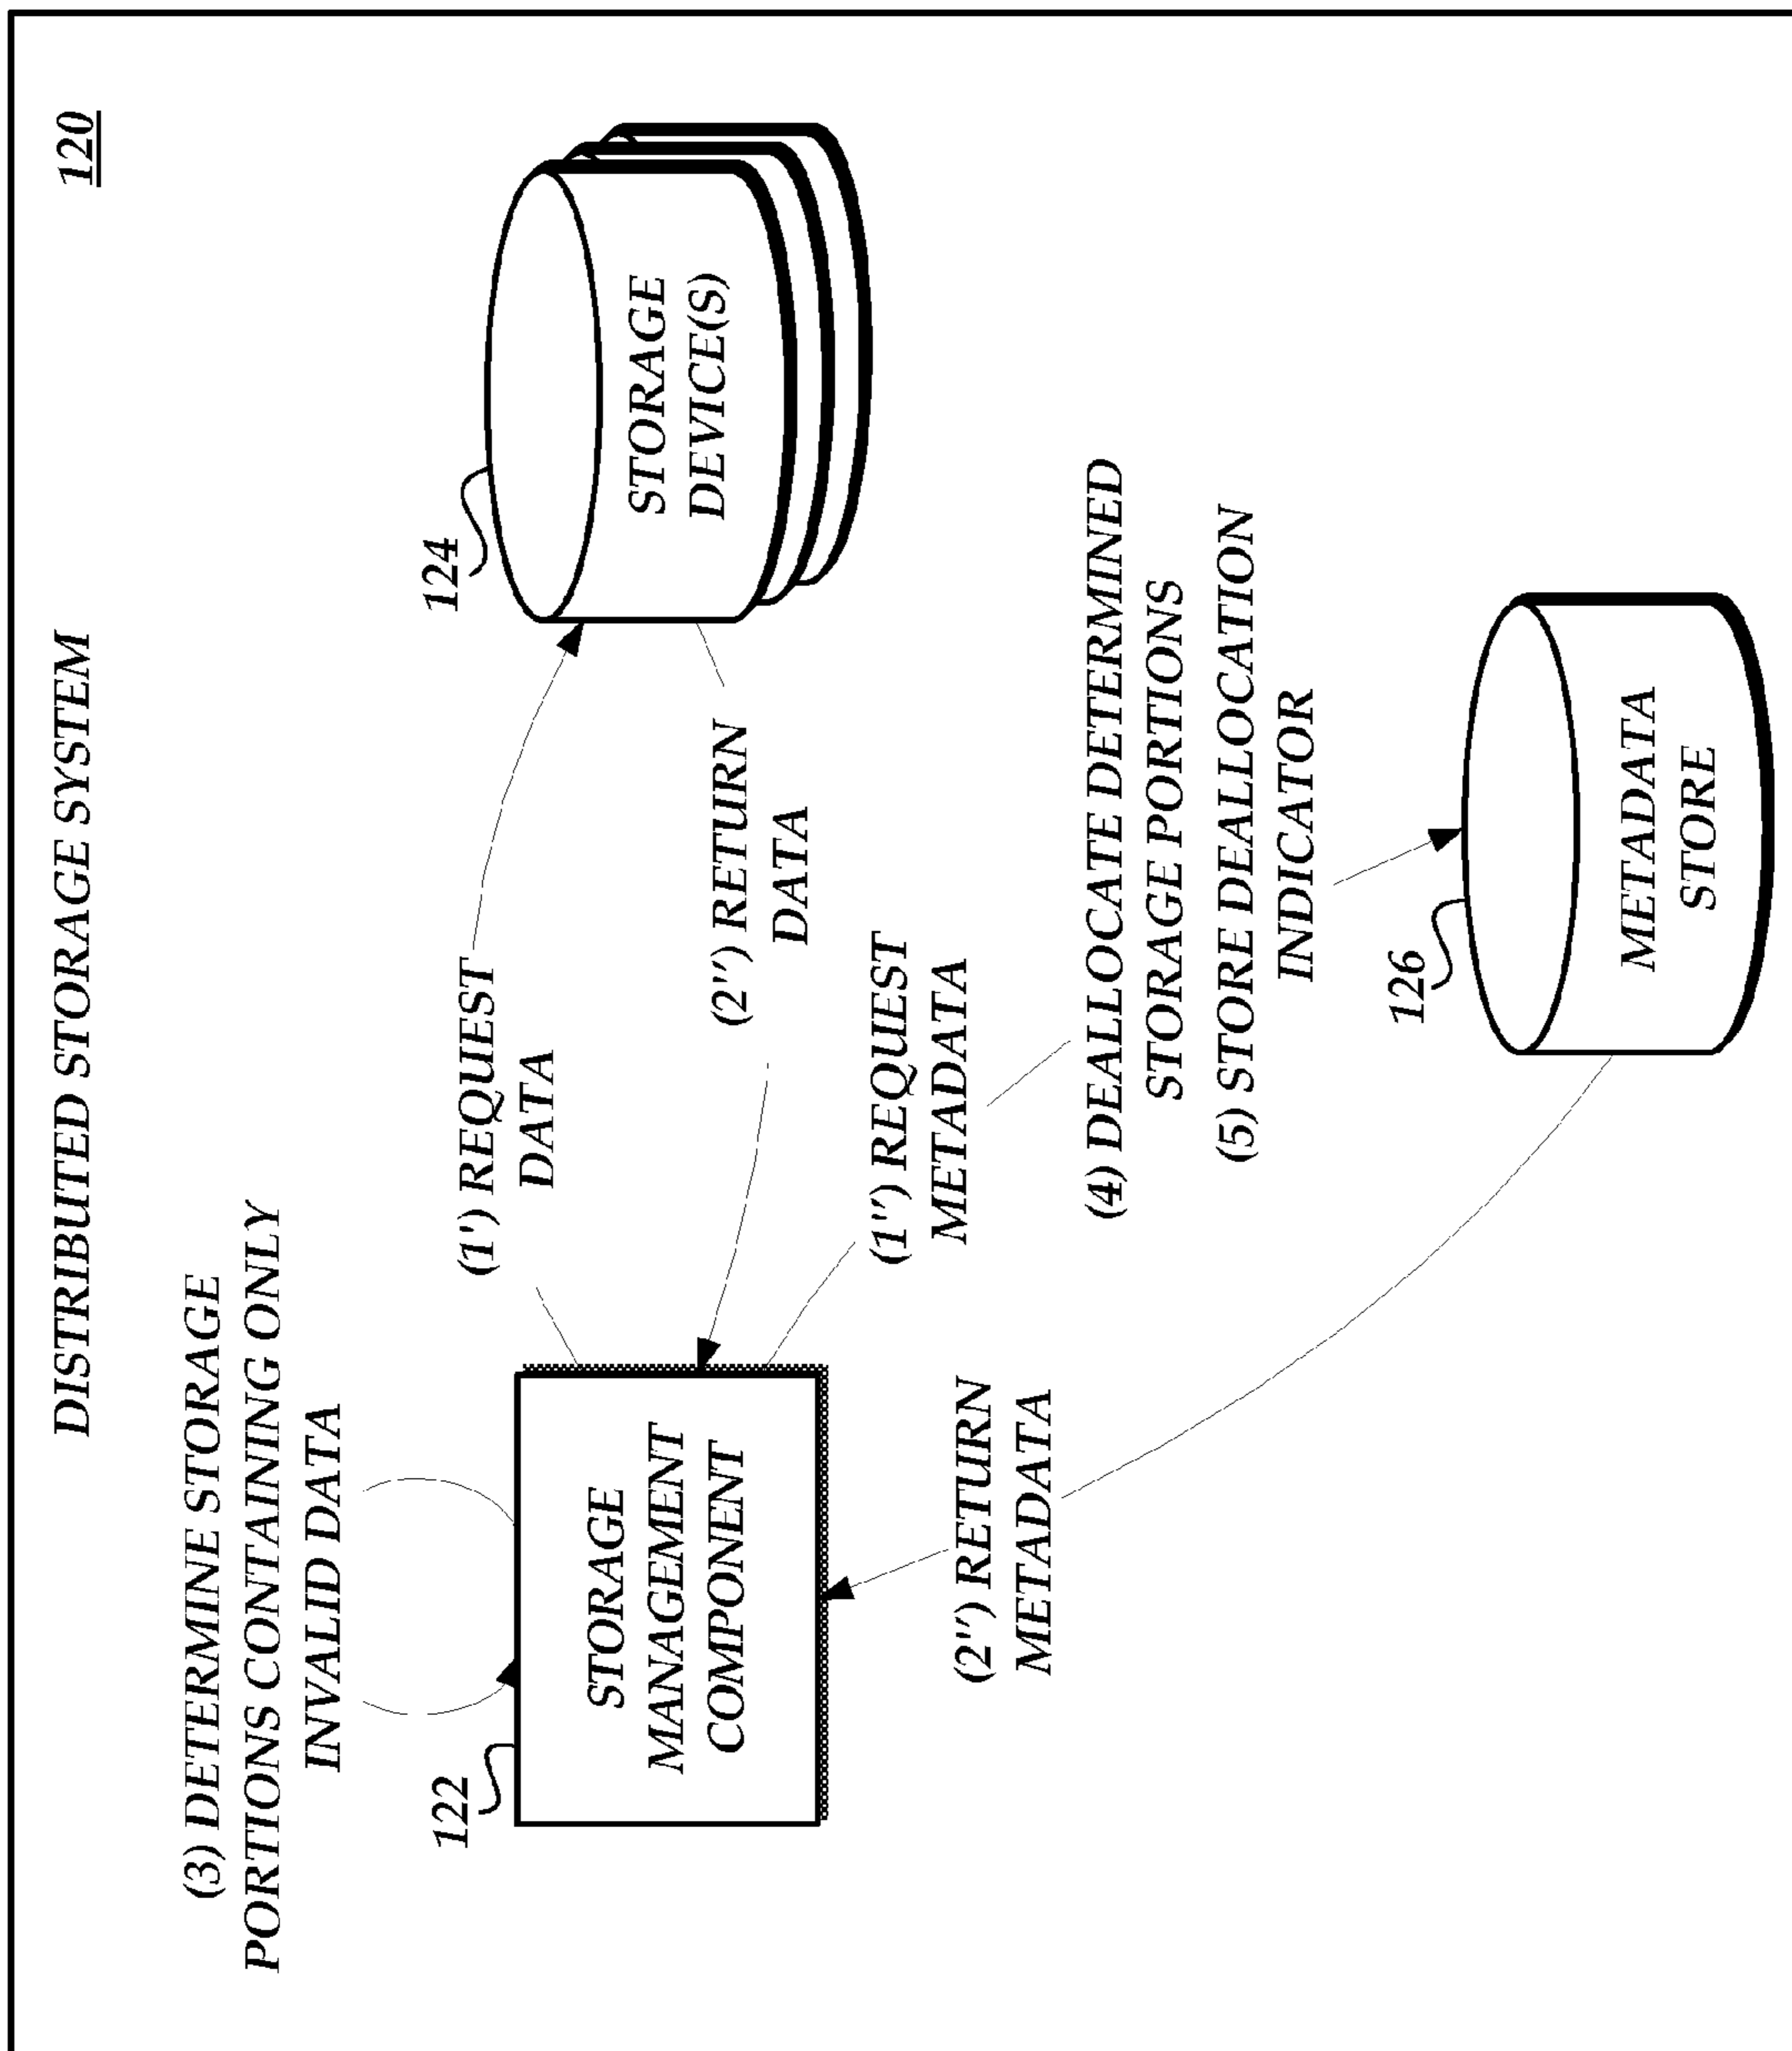 DISTRIBUTED STORAGE SYSTEM
120
(3) DETERMINE STORAGE
PORTIONS CONTAINING ONLY
INVALID DATA
122
STORAGE
MANAGEMENT
COMPONENT
(1') REQUEST
DATA
124
STORAGE
DEVICE(S)
(2'') RETURN
DATA
(1'') REQUEST
METADATA
(2'') RETURN
METADATA
(4) DEALLOCATE DETERMINED
STORAGE PORTIONS
(5) STORE DEALLOCATION
INDICATOR
126
METADATA
STORE